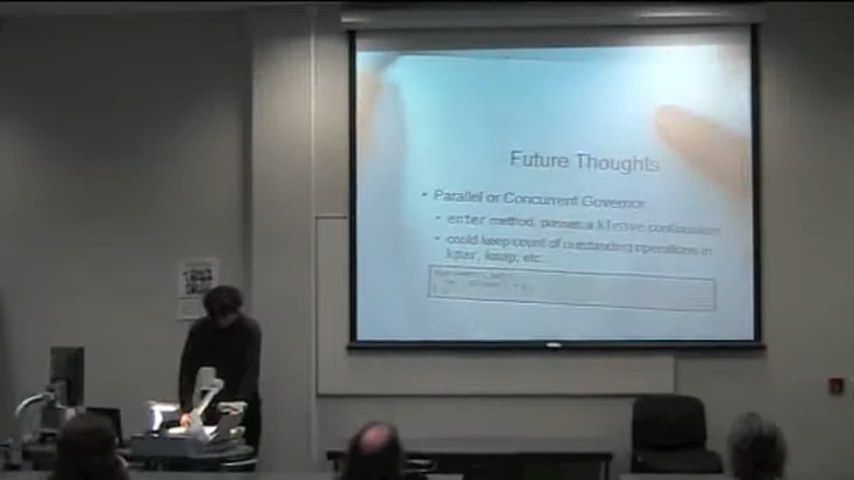 Future Thoughts
• Parallel or Concurrent Governor
• enter method, passes a kleave continuation
• could keep count of outstanding operations in
kpar, kmap, etc.